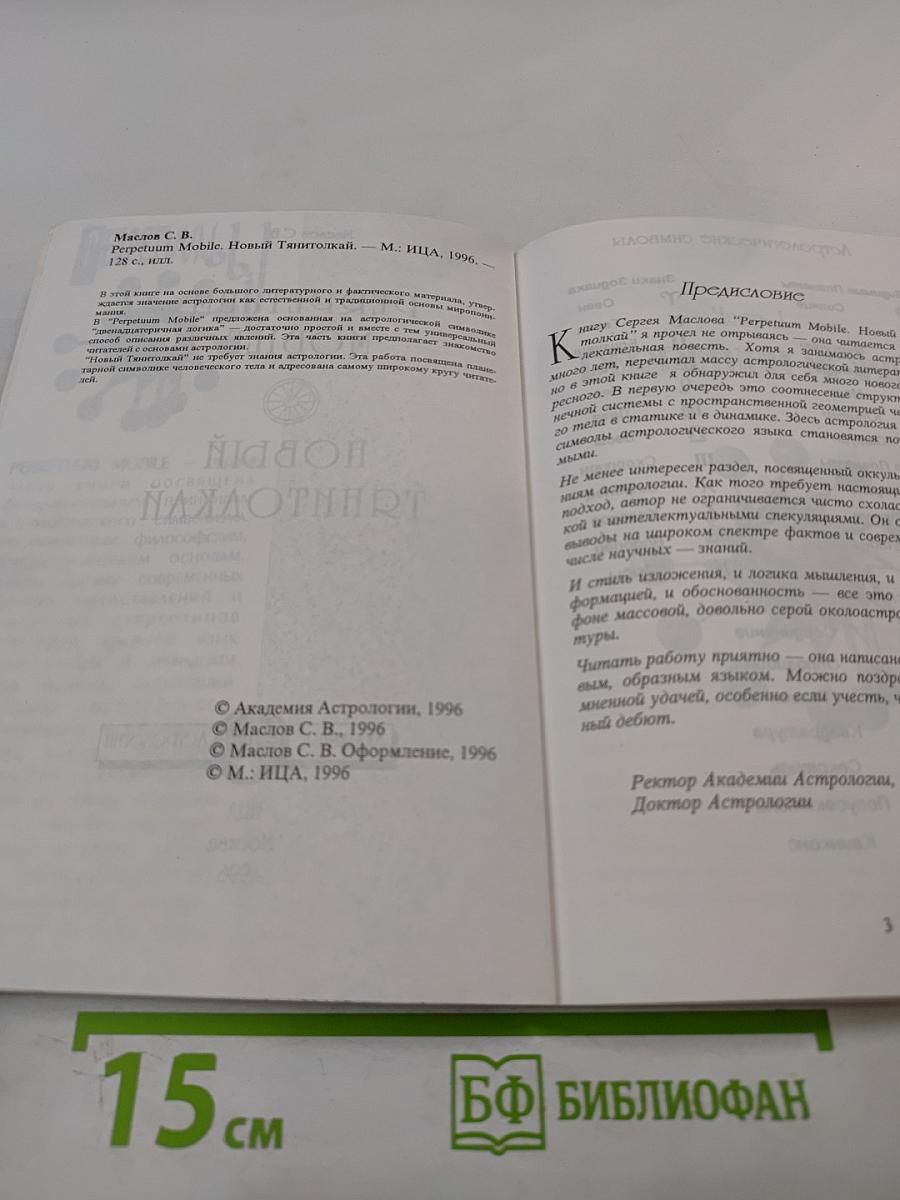 Маслов С. В.
Perpetuum Mobile. Новый Тянитолкай. — М.: ИЦА, 1996. —
128 с., илл.
В этой книге на основе большого литературного и фактического материала, утвер-
ждается значение астрологии как естественной и традиционной основы миропони-
мания.
В "Perpetuum Mobile" предложена основанная на астрологической символике
"двенадцатеричная логика" — достаточно простой и вместе с тем универсальный
способ описания различных явлений. Эта часть книги предполагает знакомство
читателей с основами астрологии.
"Новый Тянитолкай" не требует знания астрологии. Эта работа посвящена плане-
тарной символике человеческого тела и адресована самому широкому кругу читате-
лей.
НОВЫЙ
ТЯНИТОЛКАЙ
© Академия Астрологии, 1996
© Маслов С. В., 1996
© Маслов С. В. Оформление, 1996
© М.: ИЦА, 1996
Предисловие
Книгу Сергея Маслова "Perpetuum Mobile. Новый
толкай" я прочел не отрываясь — она читается
лекательная повесть. Хотя я занимаюсь астр
много лет, перечитал массу астрологической литерат
но в этой книге я обнаружил для себя много нового
ресного. В первую очередь это соотнесение структ
нечной системы с пространственной геометрией че
го тела в статике и в динамике. Здесь астрология
символы астрологического языка становятся по
мыми.
Не менее интересен раздел, посвященный оккуль
ниям астрологии. Как того требует настоящи
подход, автор не ограничивается чисто схолас
кой и интеллектуальными спекуляциями. Он с
выводы на широком спектре фактов и соврем
числе научных — знаний.
И стиль изложения, и логика мышления, и
формацией, и обоснованность — все это
фоне массовой, довольно серой околоастро
туры.
Читать работу приятно — она написан
вым, образным языком. Можно поздр
мненной удачей, особенно если учесть, ч
ный дебют.
Ректор Академии Астрологии,
Доктор Астрологии
3
15 см
БФ БИБЛИОФАН